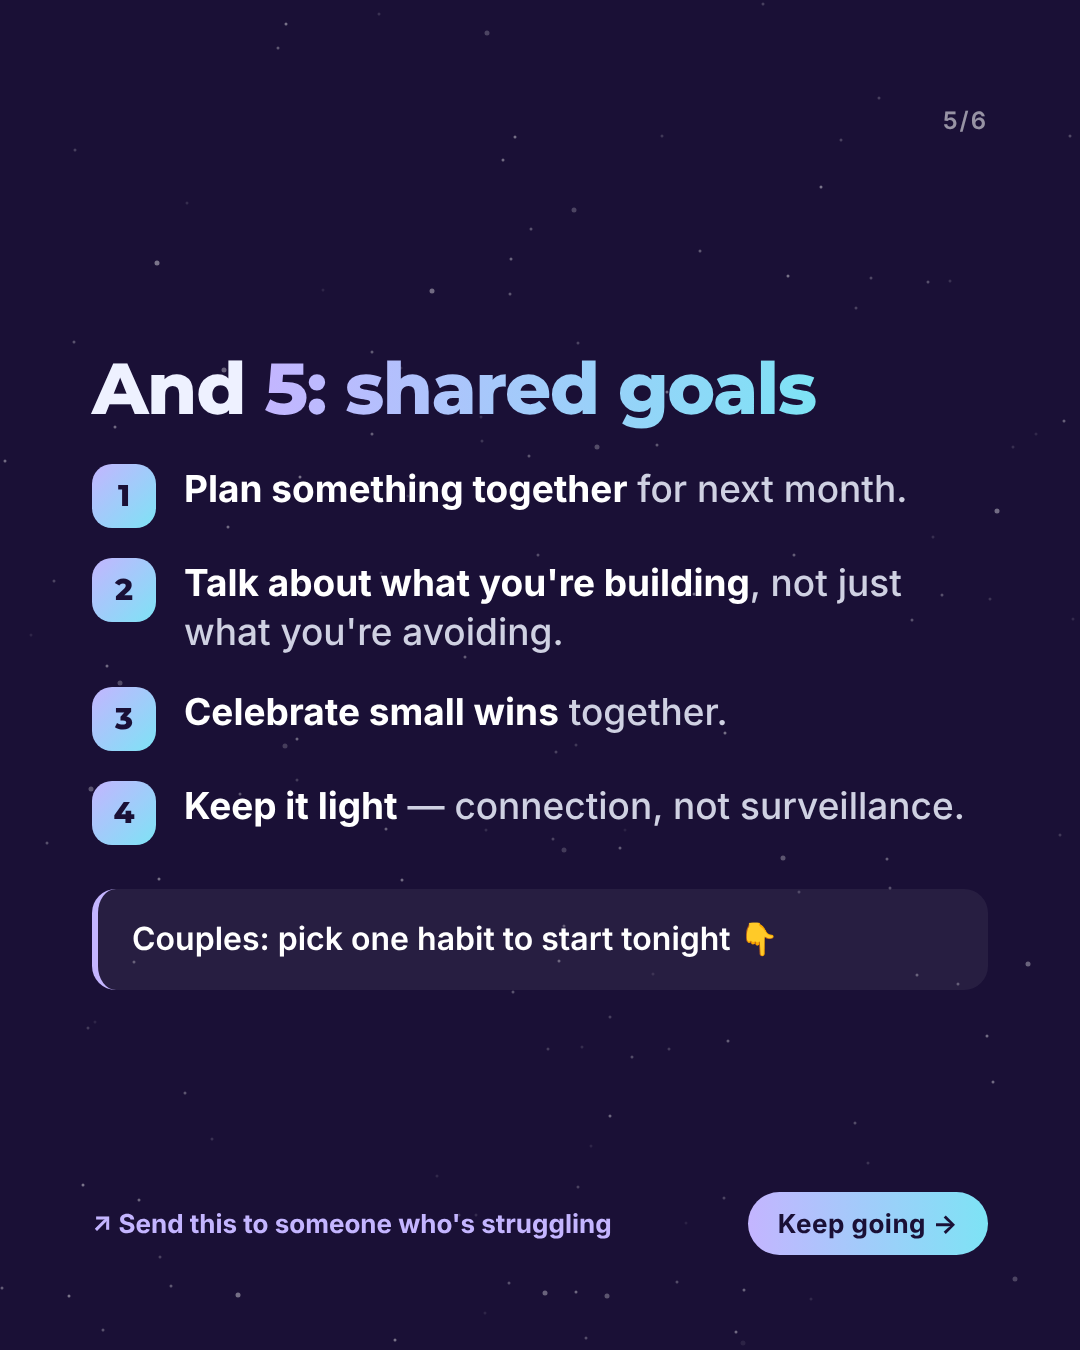 5/6
And 5: shared goals
1 Plan something together for next month.
2 Talk about what you're building, not just
what you're avoiding.
3 Celebrate small wins together.
4 Keep it light — connection, not surveillance.
Couples: pick one habit to start tonight 👇
↗ Send this to someone who's struggling
Keep going →